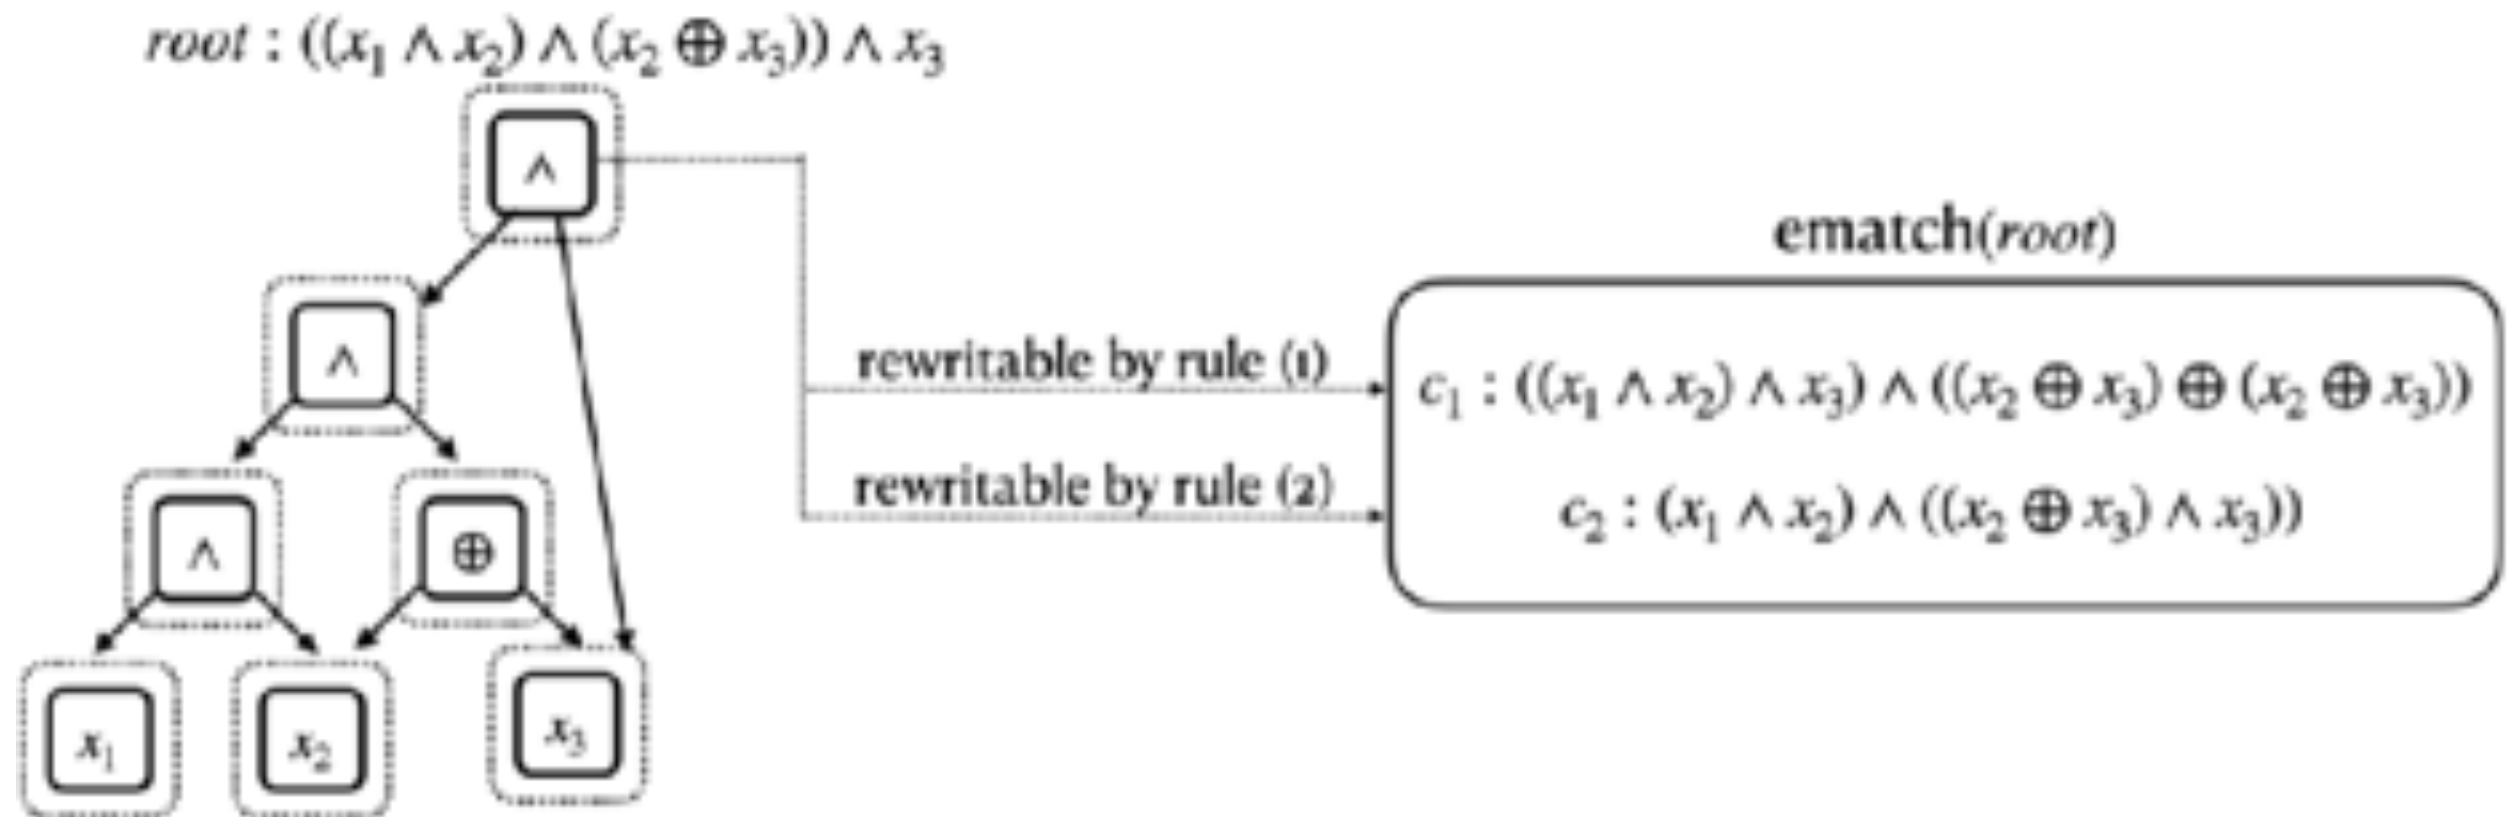 root : ((x₁ ∧ x₂) ∧ (x₂ ⊕ x₃)) ∧ x₃
∧
∧
∧ ⊕
x₁ x₂ x₃
rewritable by rule (1)
rewritable by rule (2)
ematch(root)
c₁ : ((x₁ ∧ x₂) ∧ x₃) ∧ ((x₂ ⊕ x₃) ⊕ (x₂ ⊕ x₃))
c₂ : (x₁ ∧ x₂) ∧ ((x₂ ⊕ x₃) ∧ x₃))